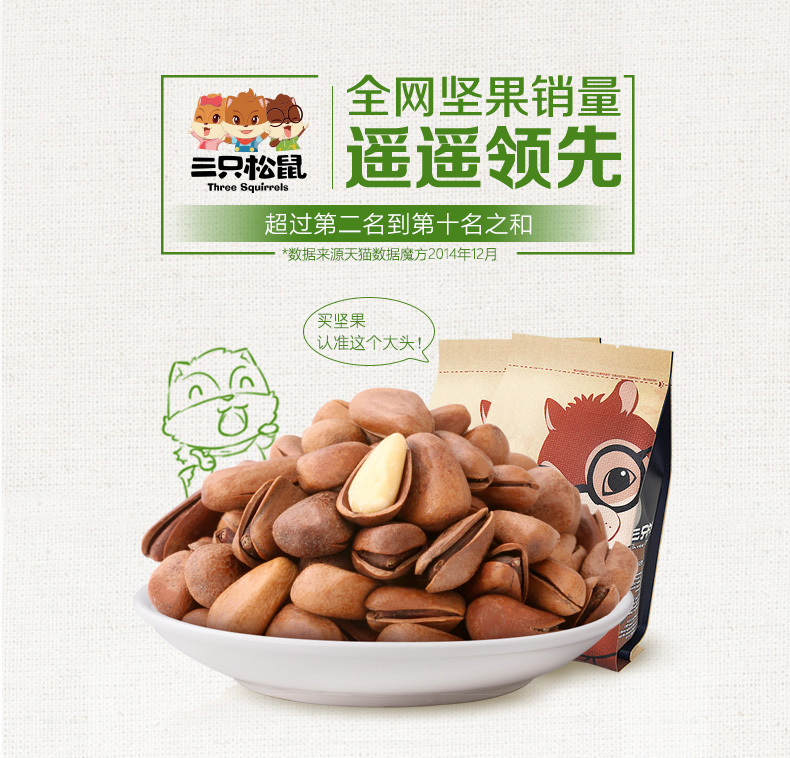 三只松鼠
Three Squirrels
全网坚果销量
遥遥领先
超过第二名到第十名之和
*数据来源天猫数据魔方2014年12月
买坚果
认准这个大头!
三只